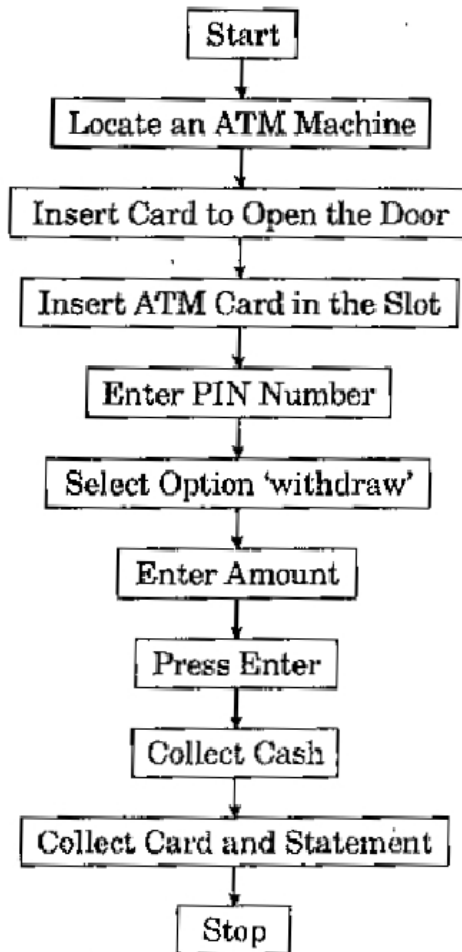 Start
Locate an ATM Machine
Insert Card to Open the Door
Insert ATM Card in the Slot
Enter PIN Number
Select Option ‘withdraw’
Enter Amount
Press Enter
Collect Cash
Collect Card and Statement
Stop